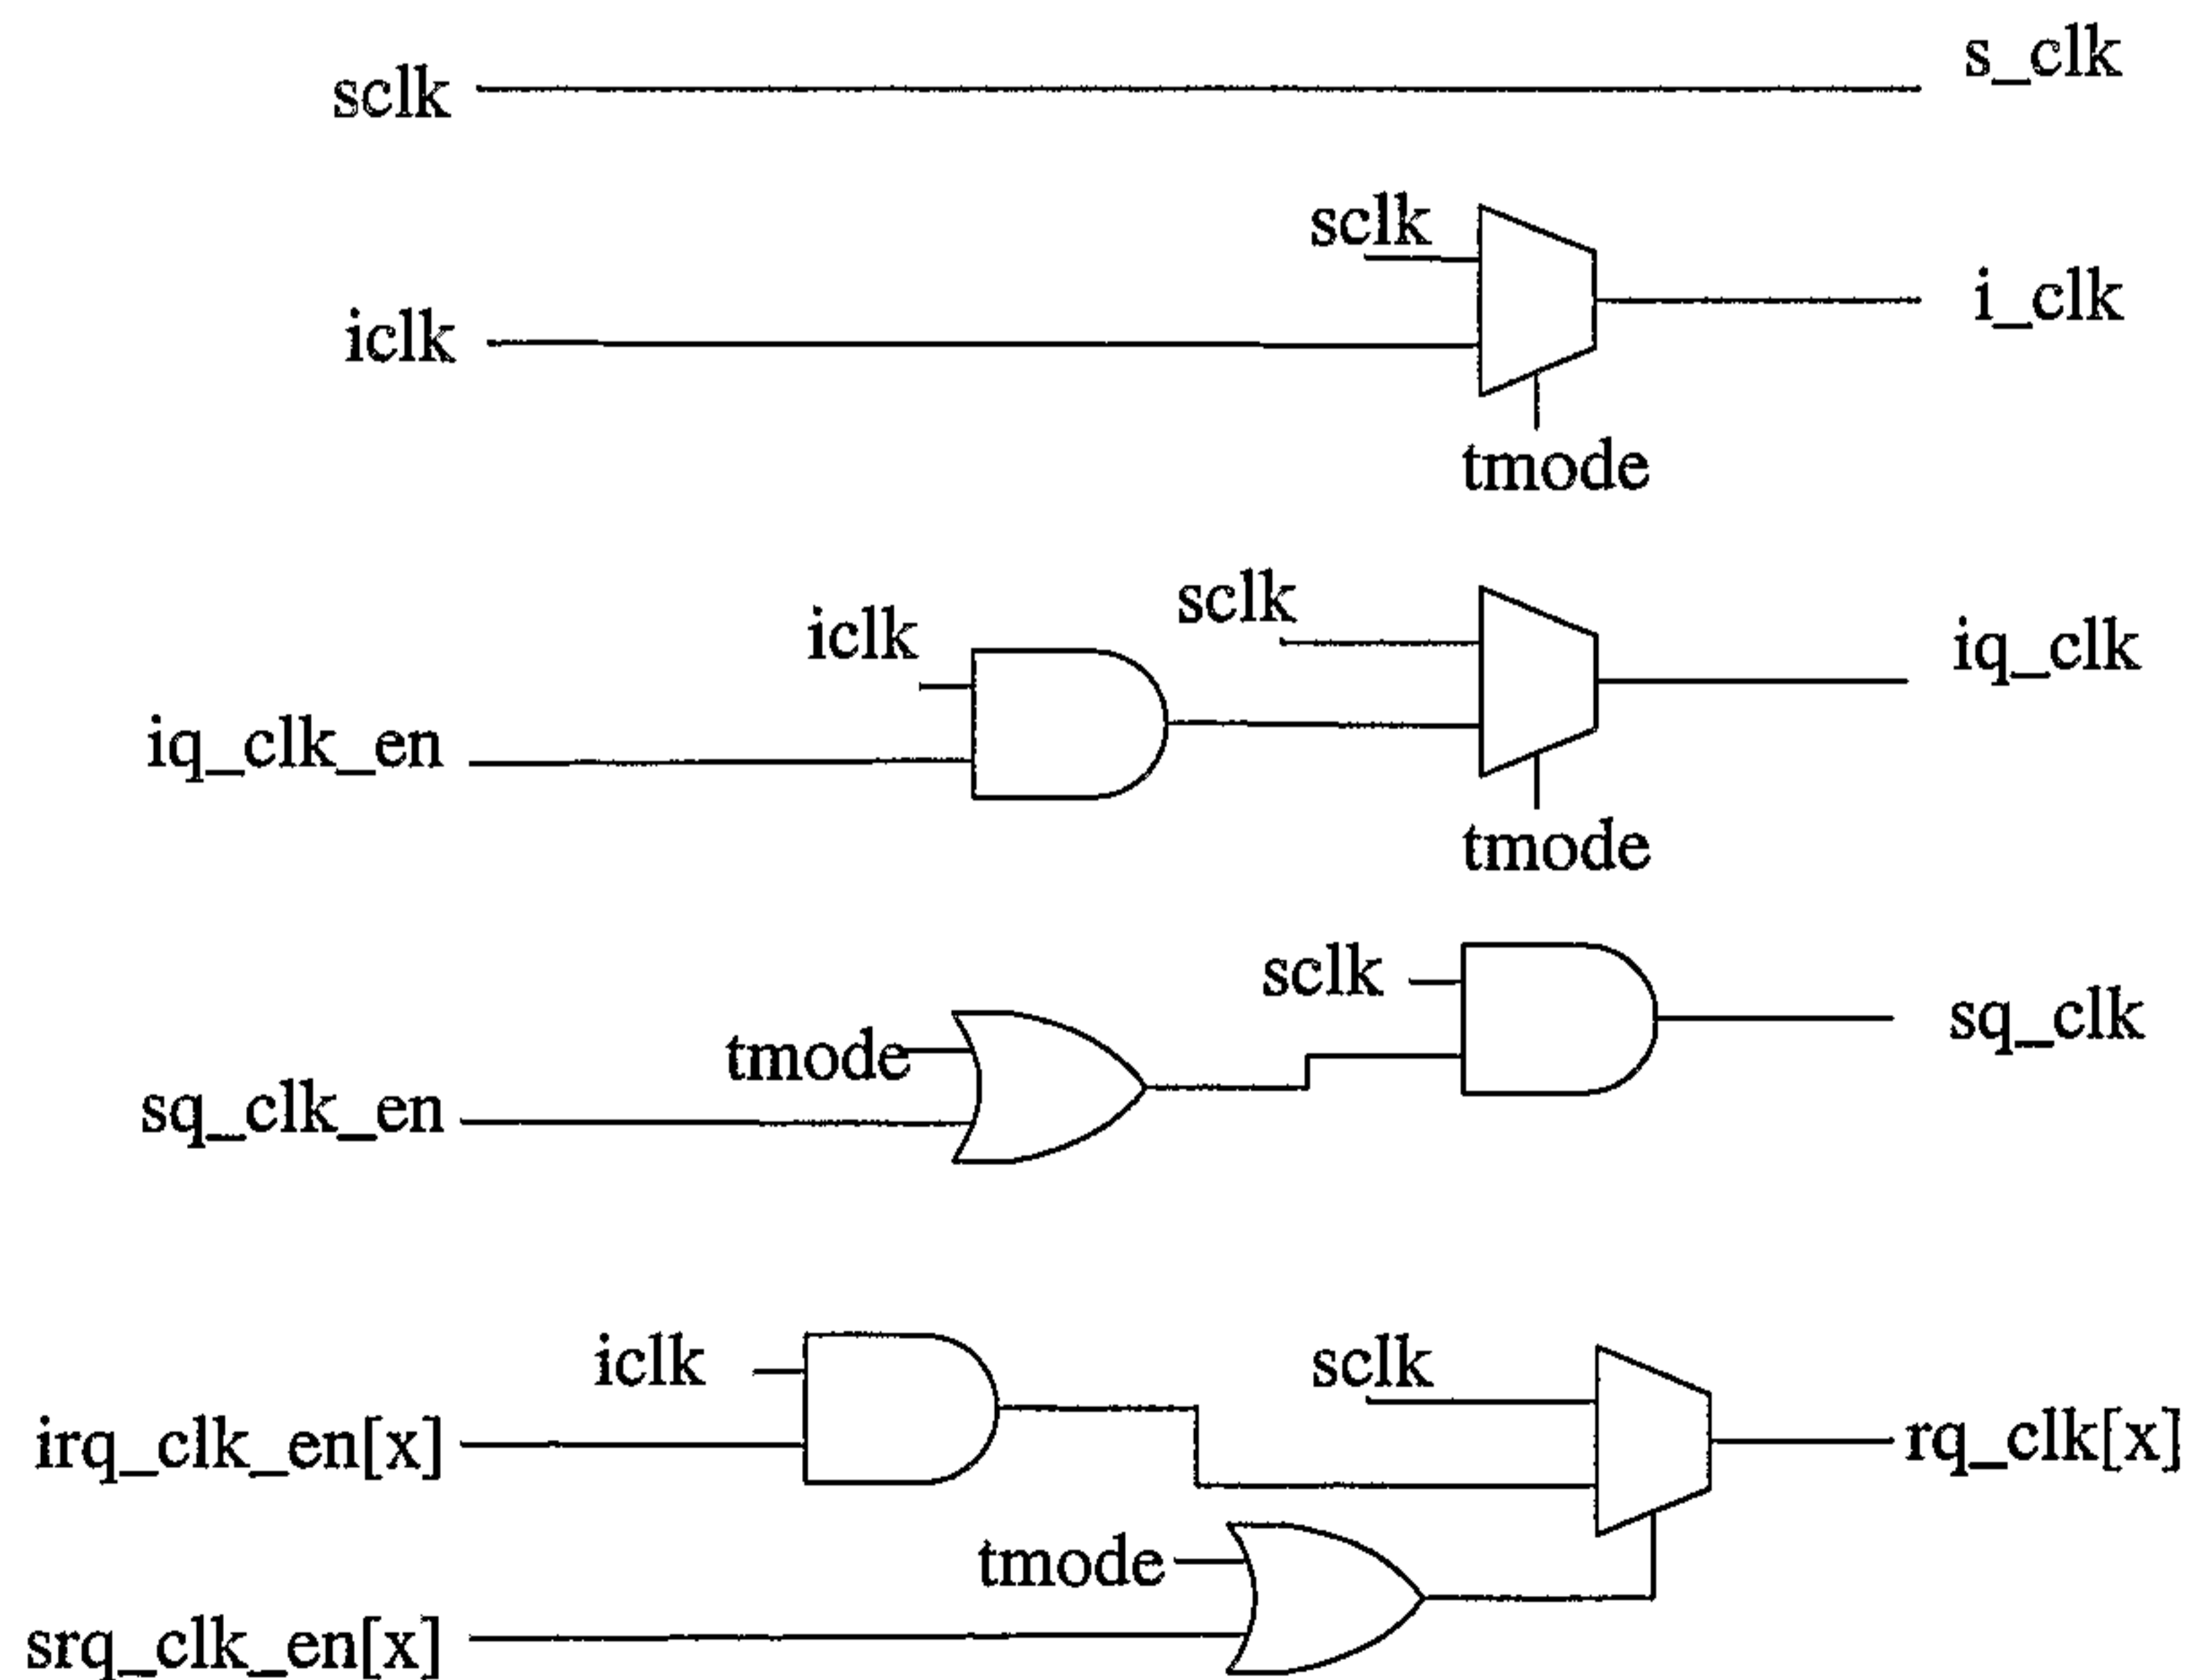 sclk
s_clk
sclk
iclk
i_clk
tmode
iclk
sclk
iq_clk_en
iq_clk
tmode
sclk
tmode
sq_clk
sq_clk_en
iclk
sclk
irq_clk_en[x]
rq_clk[x]
tmode
srq_clk_en[x]